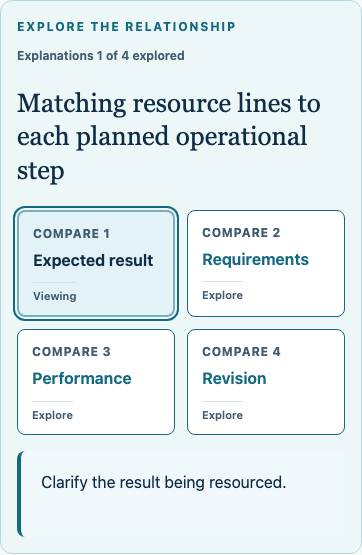 EXPLORE THE RELATIONSHIP
Explanations 1 of 4 explored
Matching resource lines to
each planned operational
step
COMPARE 1
Expected result
Viewing
COMPARE 2
Requirements
Explore
COMPARE 3
Performance
Explore
COMPARE 4
Revision
Explore
Clarify the result being resourced.